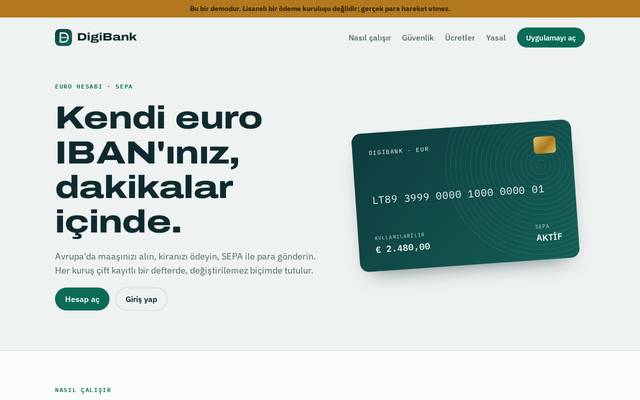 Bu bir demodur. Lisanslı bir ödeme kuruluşu değildir; gerçek para hareket etmez.
DigiBank
Nasıl çalışır
Güvenlik
Ücretler
Yasal
Uygulamayı aç
EURO HESABI · SEPA
Kendi euro
IBAN'ınız,
dakikalar
içinde.
Avrupa'da maaşınızı alın, kiranızı ödeyin, SEPA ile para gönderin.
Her kuruş çift kayıtlı bir defterde, değiştirilemez biçimde tutulur.
Hesap aç
Giriş yap
DIGIBANK · EUR
LT89 3999 0000 1000 0000 01
KULLANILABİLİR
€ 2.480,00
SEPA
AKTİF
NASIL ÇALIŞIR